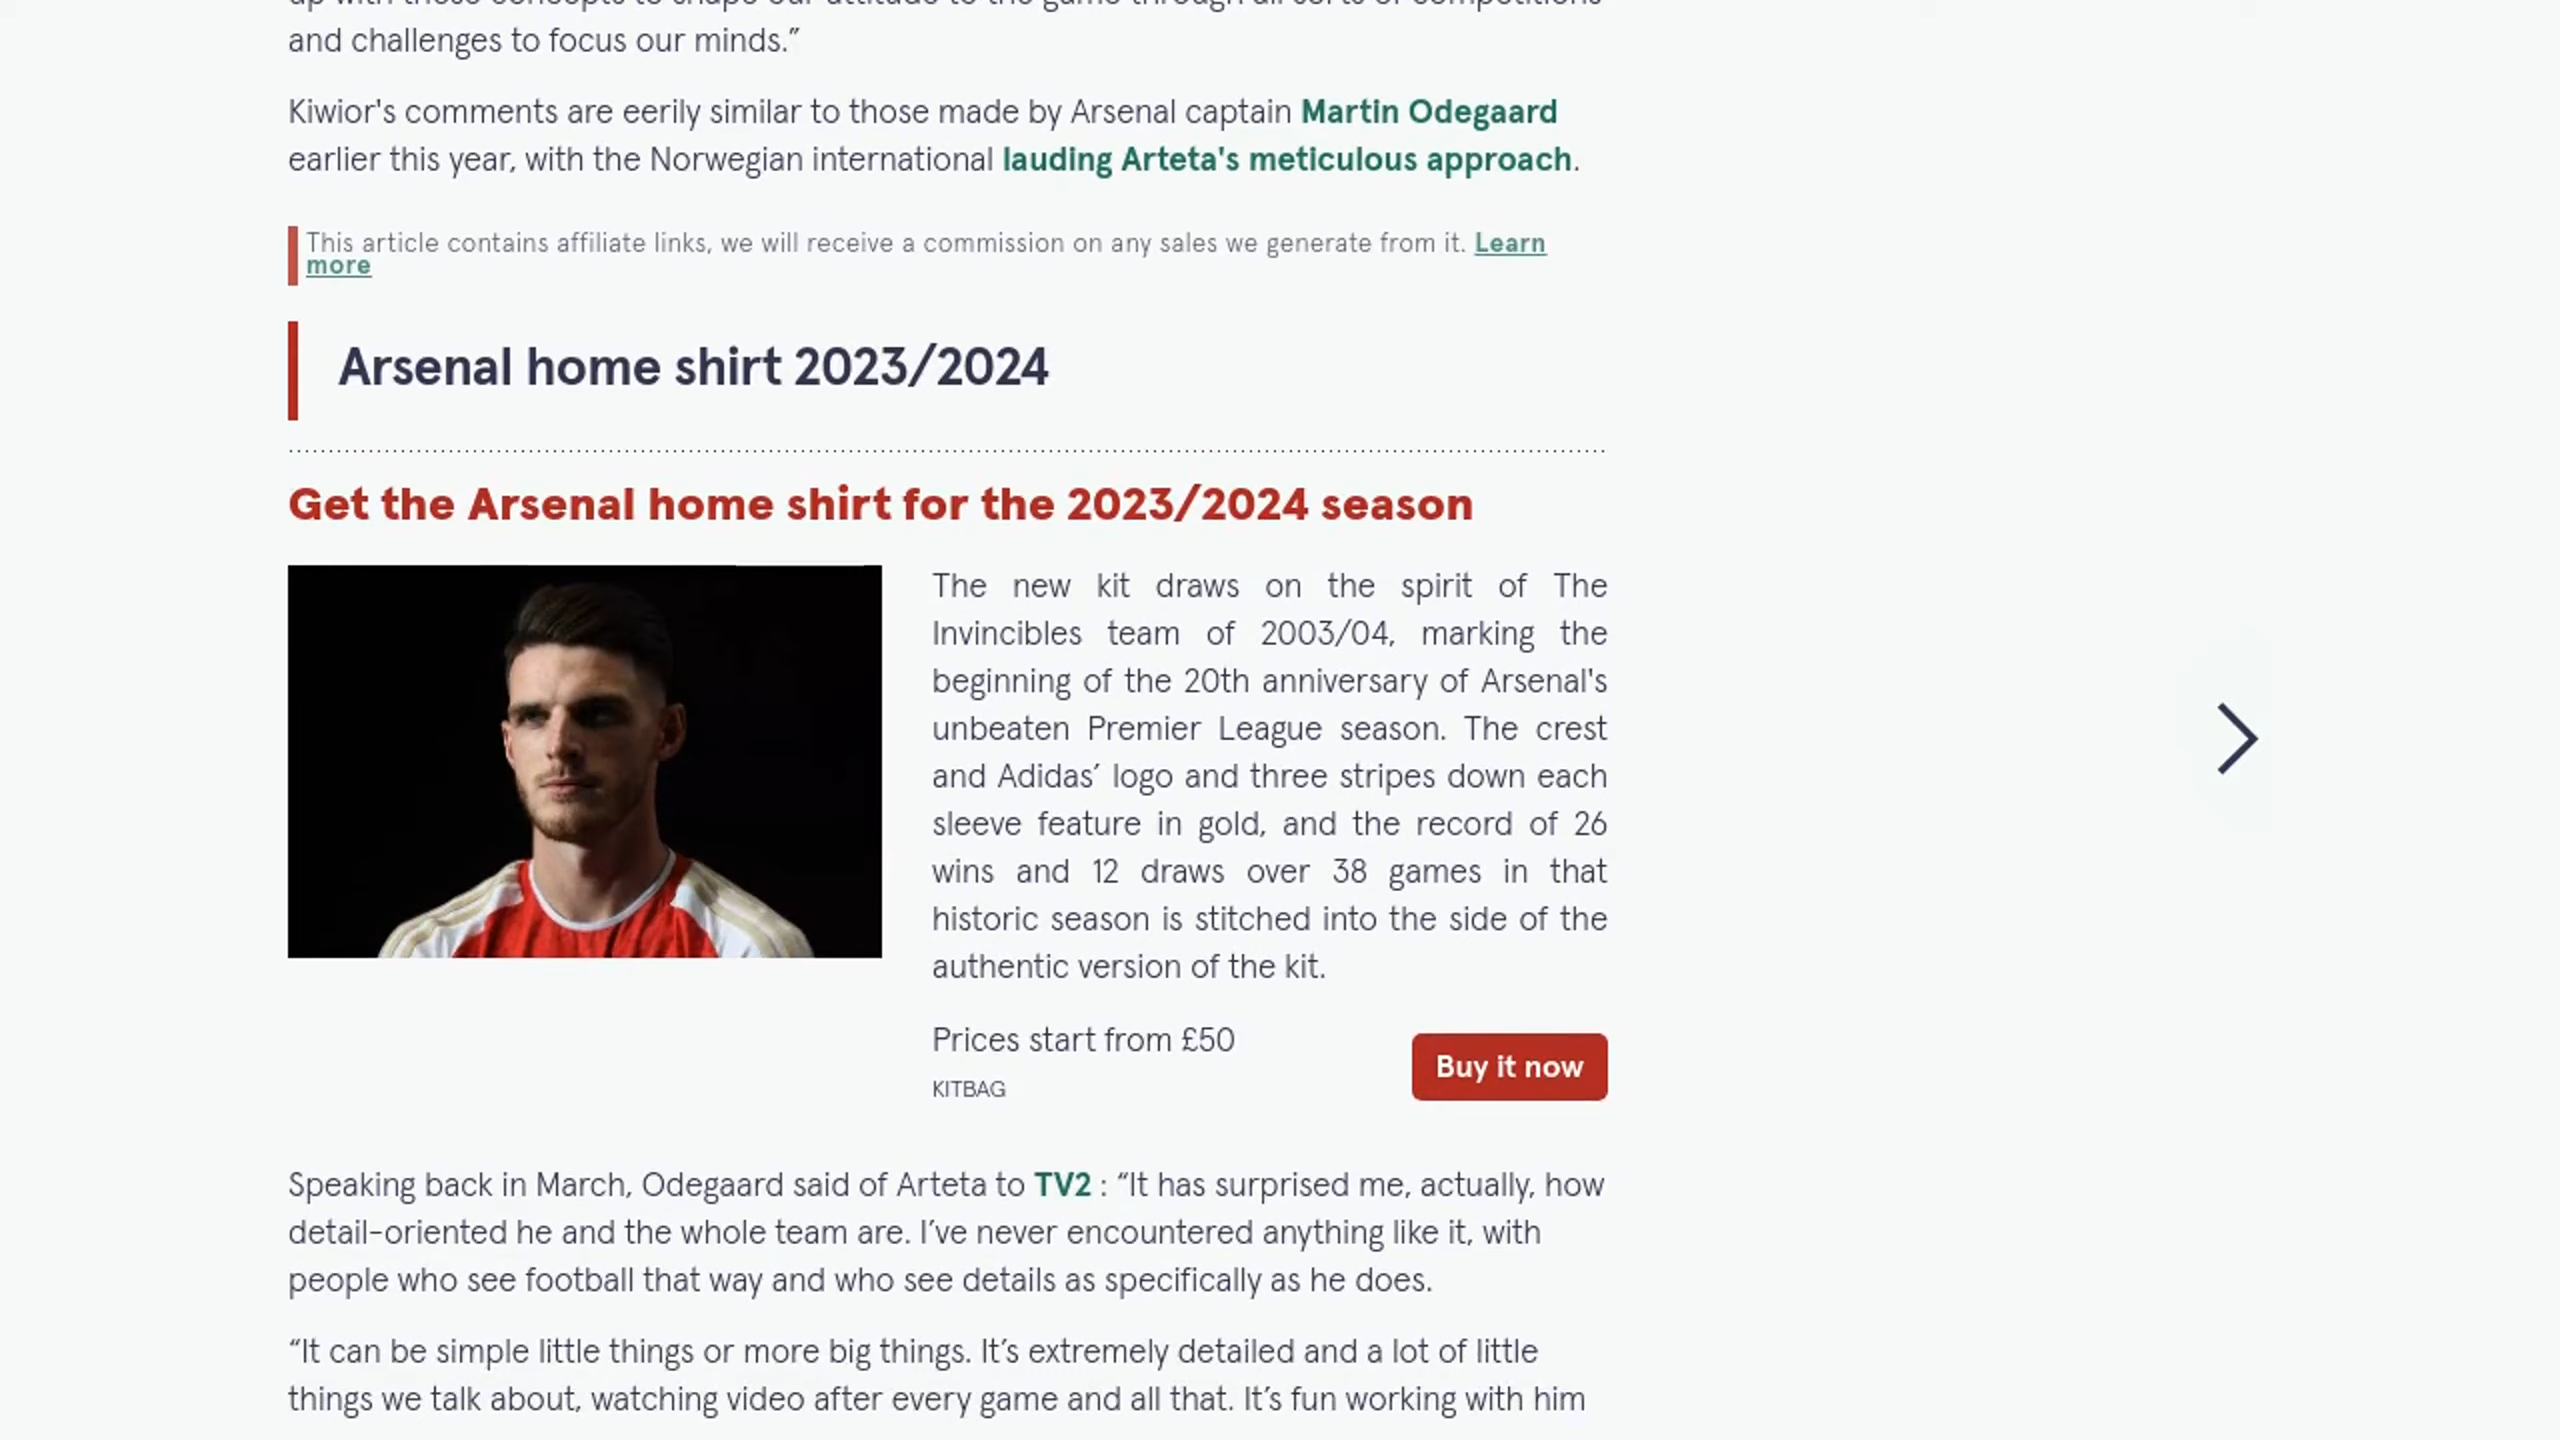 and challenges to focus our minds.”
Kiwior's comments are eerily similar to those made by Arsenal captain Martin Odegaard
earlier this year, with the Norwegian international lauding Arteta's meticulous approach.
This article contains affiliate links, we will receive a commission on any sales we generate from it. Learn
more
Arsenal home shirt 2023/2024
Get the Arsenal home shirt for the 2023/2024 season
The new kit draws on the spirit of The
Invincibles team of 2003/04, marking the
beginning of the 20th anniversary of Arsenal's
unbeaten Premier League season. The crest
and Adidas’ logo and three stripes down each
sleeve feature in gold, and the record of 26
wins and 12 draws over 38 games in that
historic season is stitched into the side of the
authentic version of the kit.
Prices start from £50
KITBAG
Buy it now
Speaking back in March, Odegaard said of Arteta to TV2 : “It has surprised me, actually, how
detail-oriented he and the whole team are. I’ve never encountered anything like it, with
people who see football that way and who see details as specifically as he does.
“It can be simple little things or more big things. It’s extremely detailed and a lot of little
things we talk about, watching video after every game and all that. It’s fun working with him